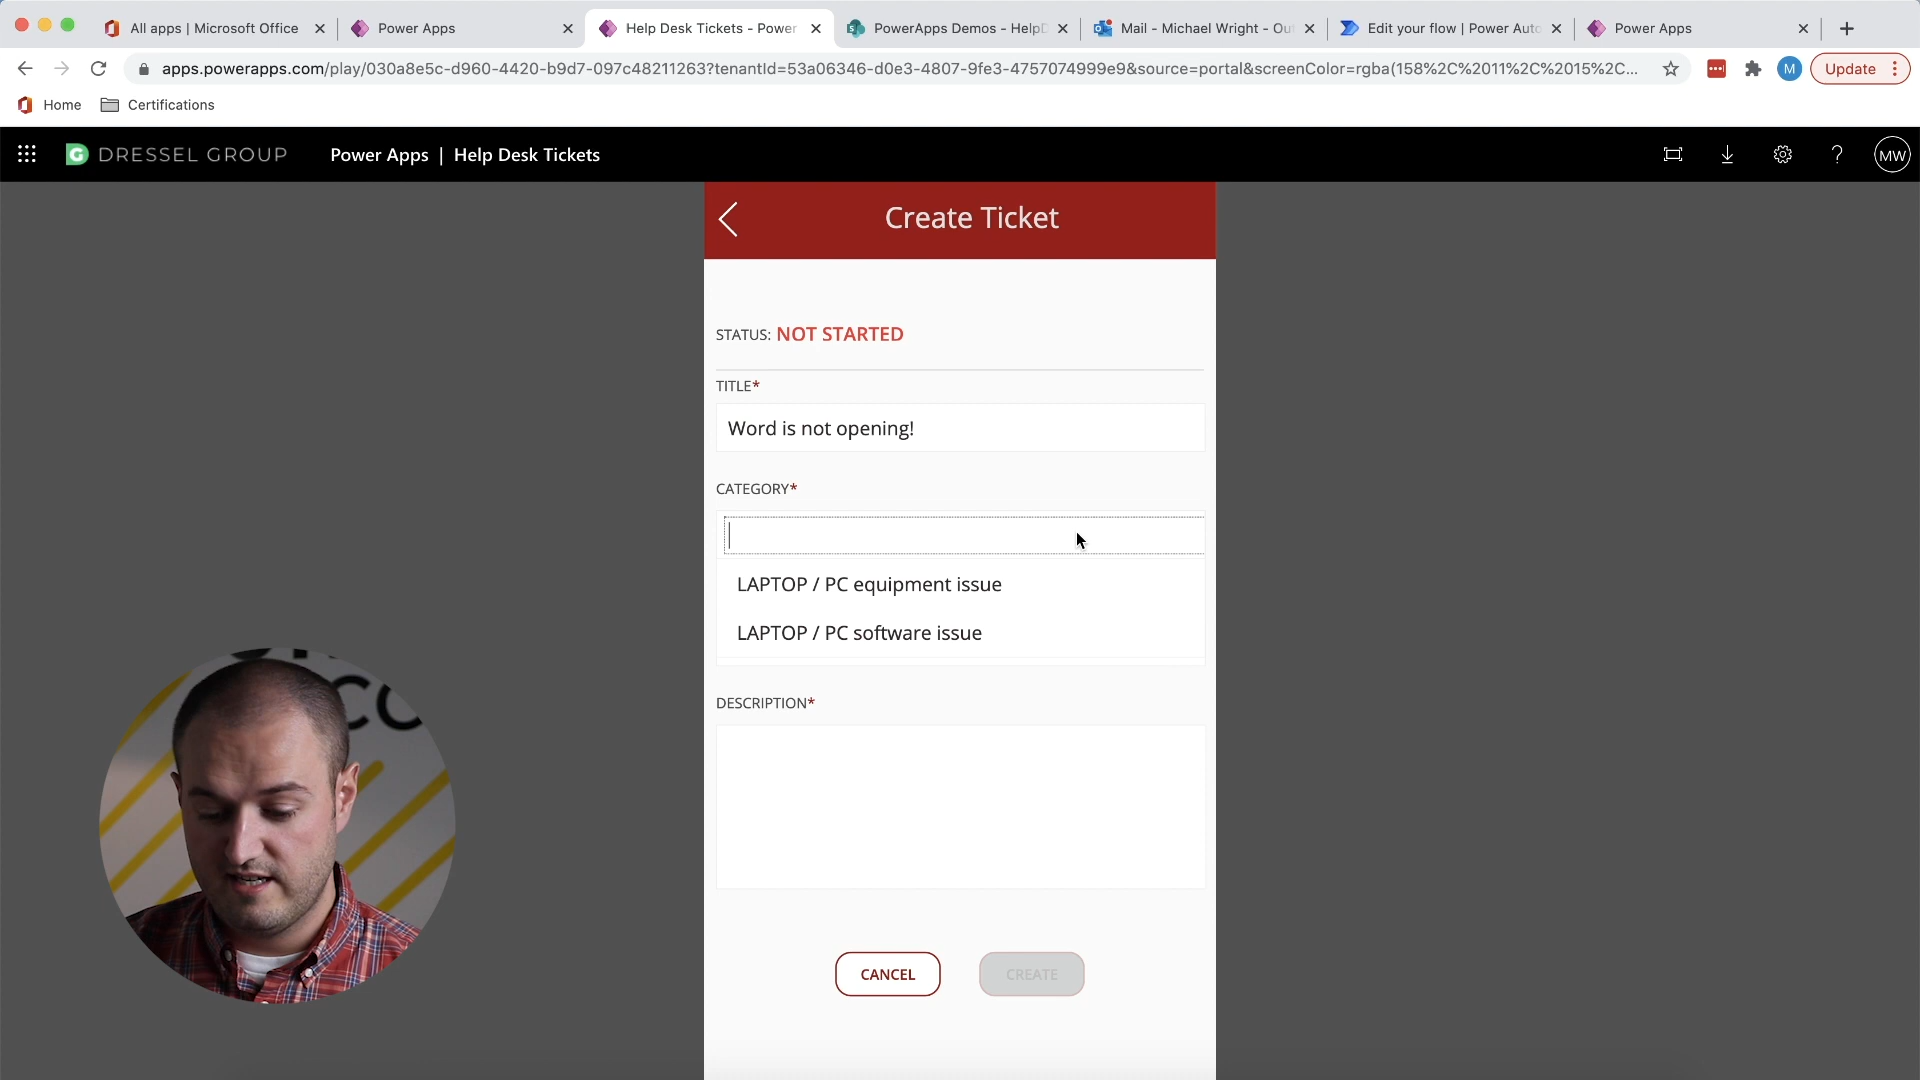 All apps | Microsoft Office
Power Apps
Help Desk Tickets - Power
PowerApps Demos - HelpD
Mail - Michael Wright - Out
Edit your flow | Power Auto
Power Apps
apps.powerapps.com/play/030a8e5c-d960-4420-b9d7-097c48211263?tenantId=53a06346-d0e3-4807-9fe3-4757074999e9&source=portal&screenColor=rgba(158%2C%2011%2C%2015%2C...
M
Update
Home
Certifications
DRESSEL GROUP
Power Apps | Help Desk Tickets
MW
Create Ticket
STATUS: NOT STARTED
TITLE*
Word is not opening!
CATEGORY*
LAPTOP / PC equipment issue
LAPTOP / PC software issue
DESCRIPTION*
CANCEL
CREATE